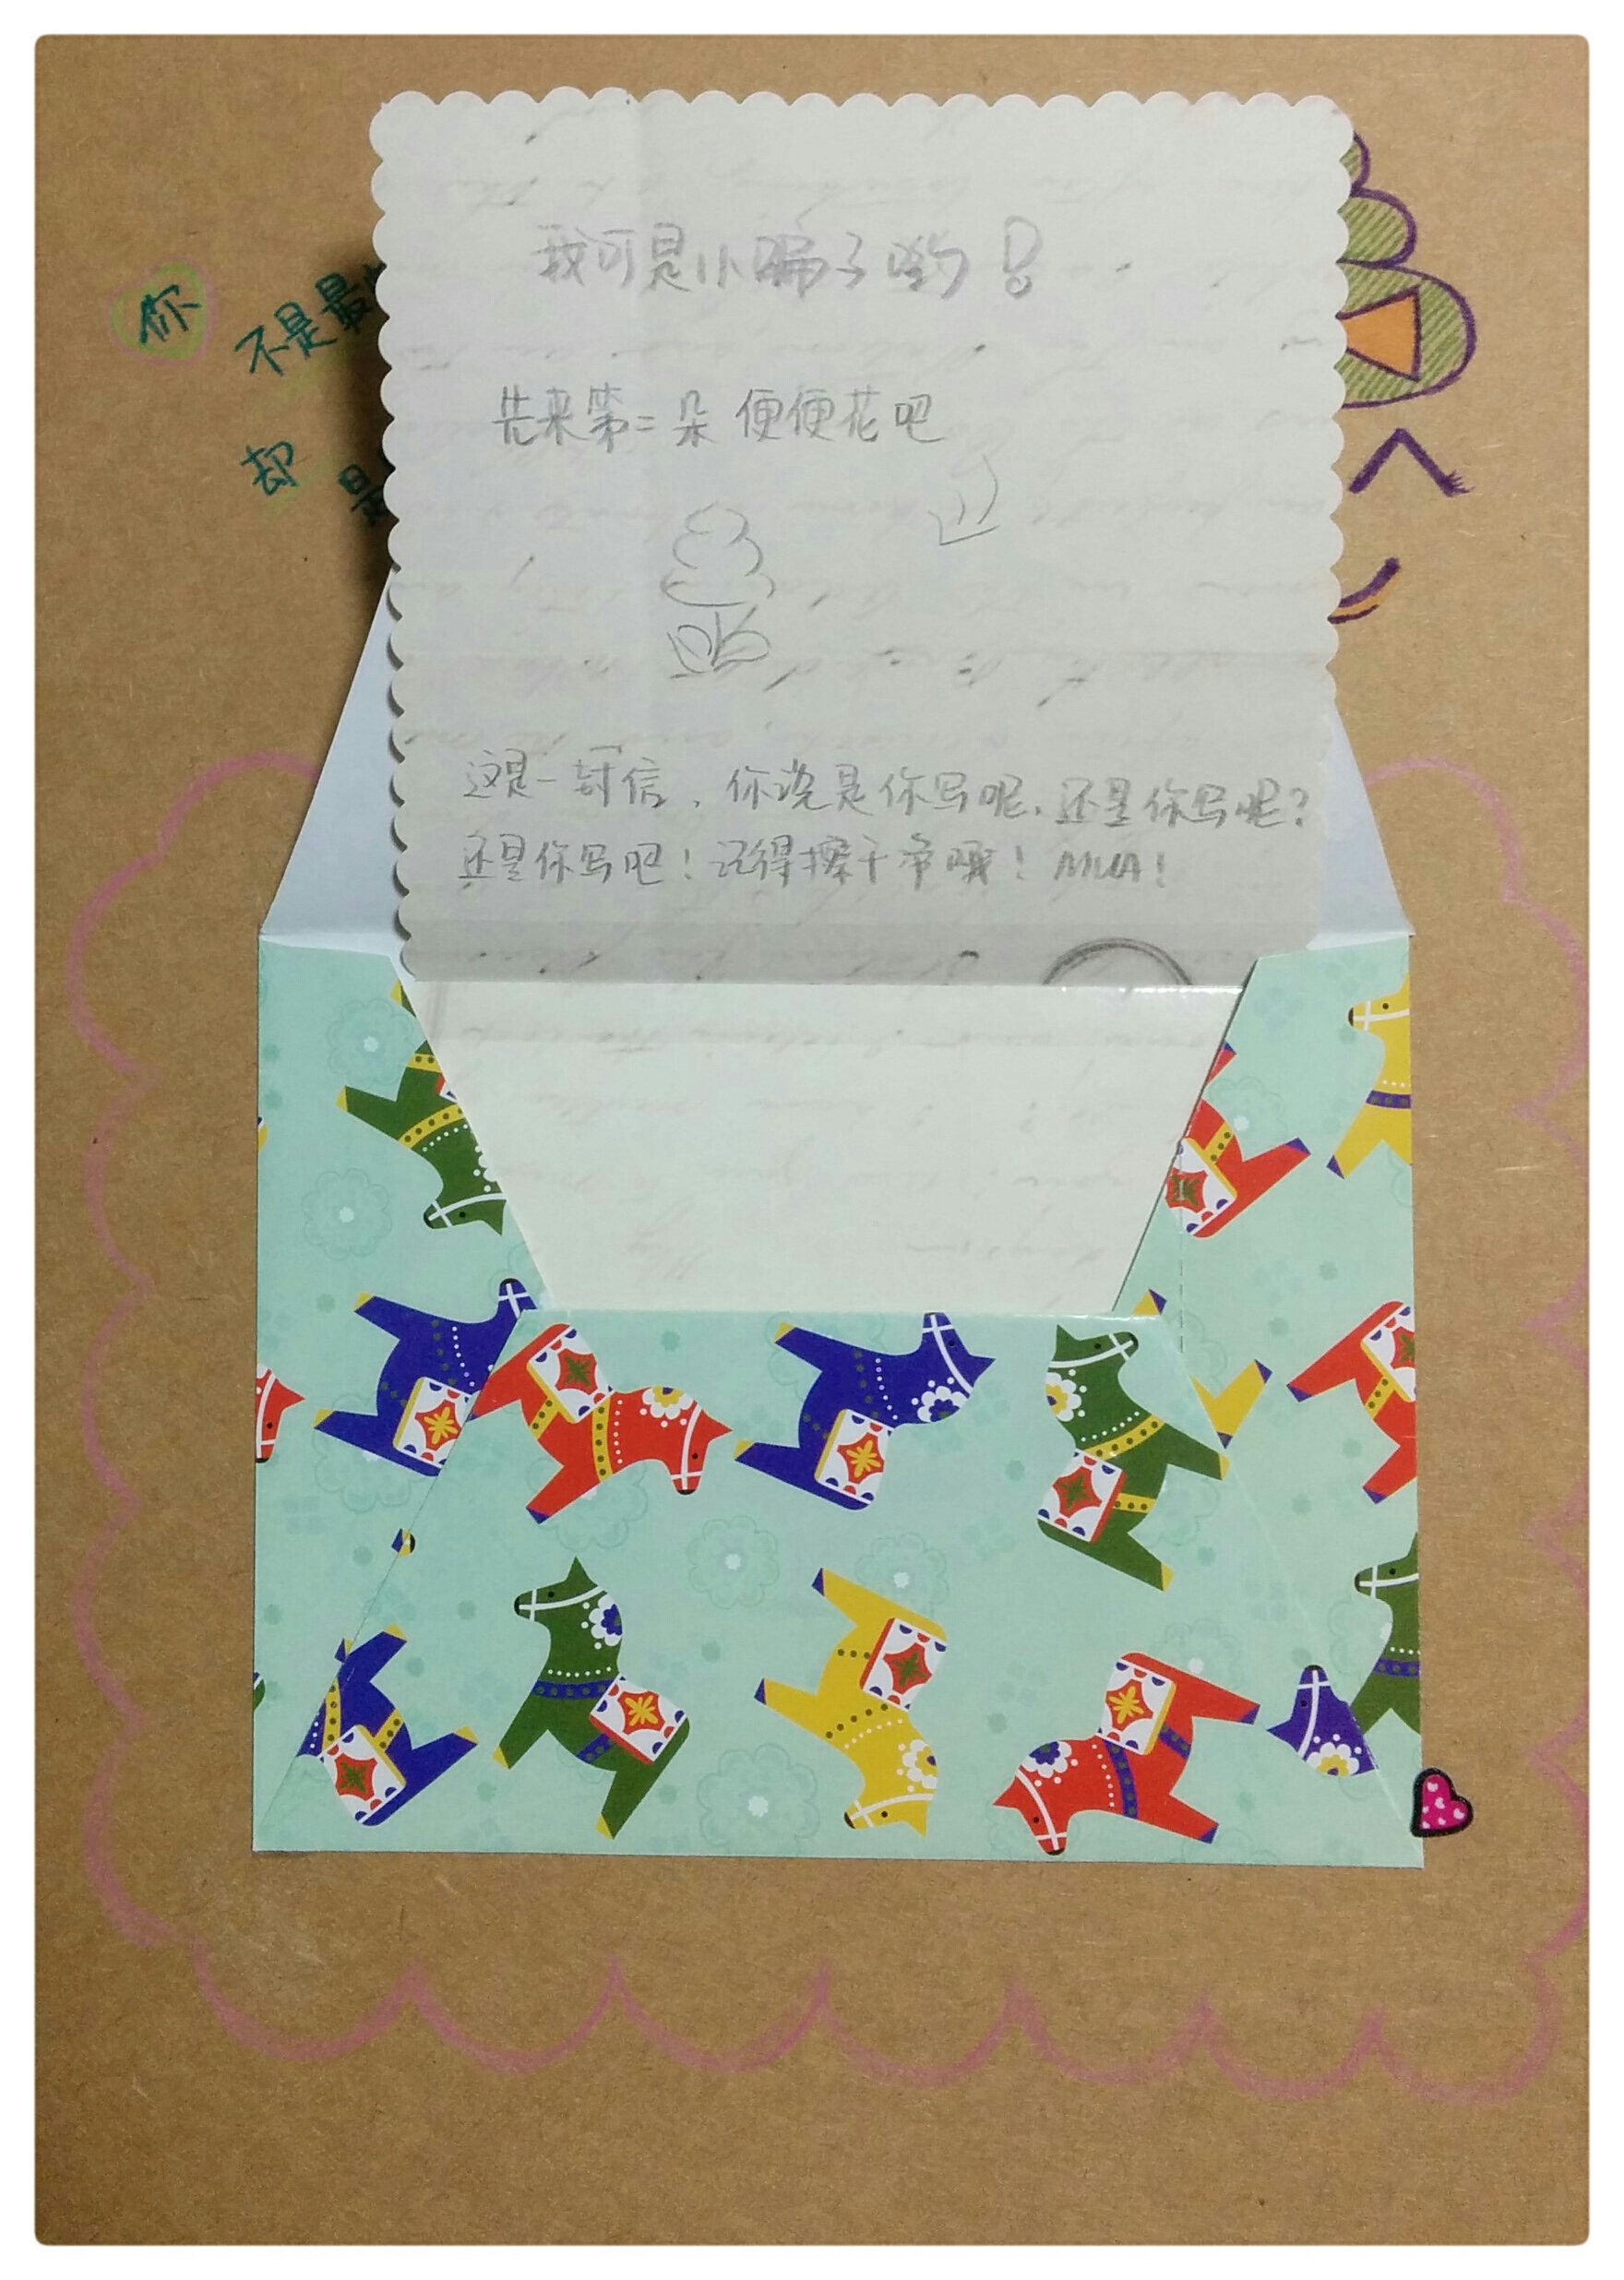 我可是小骗子哟！
先来第二朵便便花吧
这是一封信，你说是你写呢，还是你写呢？
还是你写吧！记得擦干净哦！MUA！
你
不是最
却
是